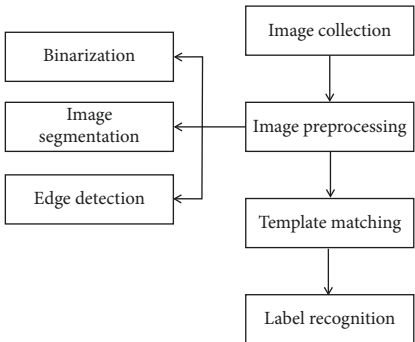 Image collection
Binarization
Image
segmentation
Image preprocessing
Edge detection
Template matching
Label recognition